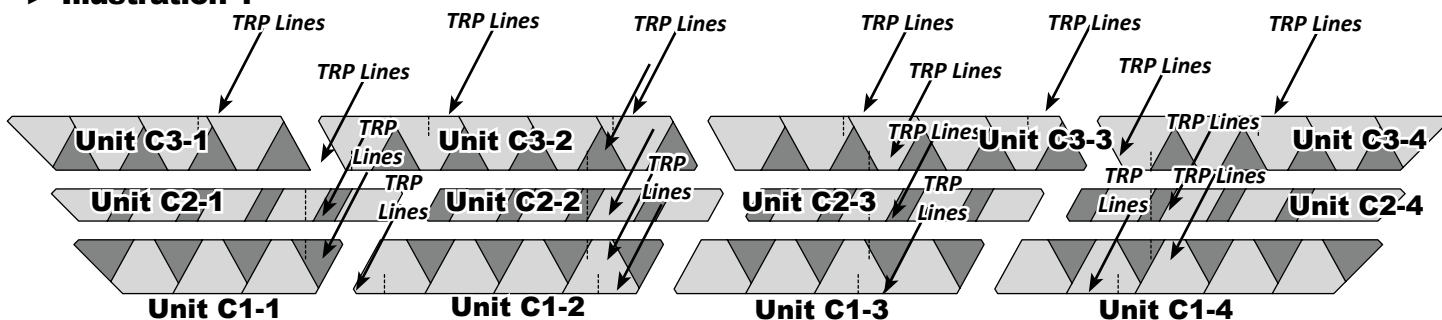 TRP Lines TRP Lines TRP Lines TRP Lines TRP Lines TRP Lines
TRP Lines TRP Lines TRP Lines
Unit C3-1 TRP Lines Unit C3-2 TRP Lines Unit C3-3 TRP Lines Unit C3-4
Unit C2-1 TRP Lines Unit C2-2 TRP Lines Unit C2-3 TRP Lines TRP Lines TRP Lines Unit C2-4
Unit C1-1 Unit C1-2 Unit C1-3 Unit C1-4